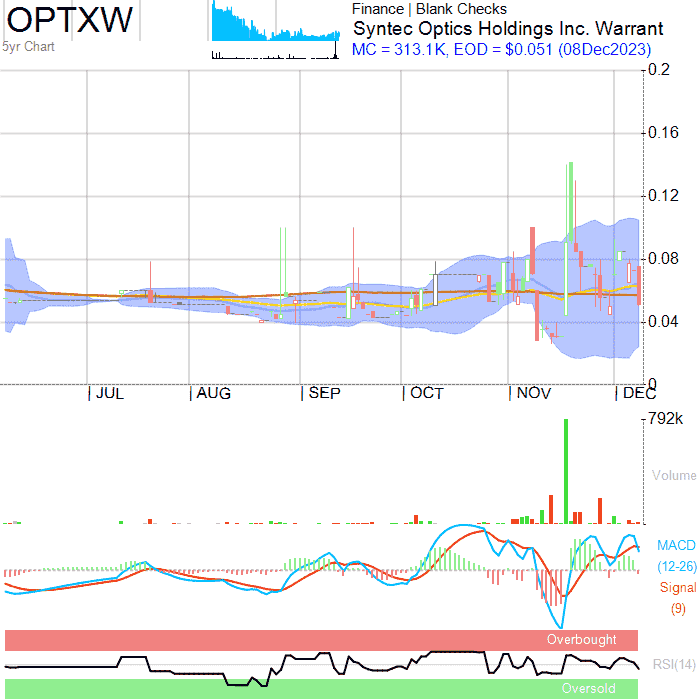 OPTXW
5yr Chart
Finance | Blank Checks
Syntec Optics Holdings Inc. Warrant
MC = 313.1K, EOD = $0.051 (08Dec2023)
0.2
0.16
0.12
0.08
0.04
0
JUL AUG SEP OCT NOV DEC
792k
Volume
MACD
(12-26)
Signal
(9)
Overbought
RSI(14)
Oversold